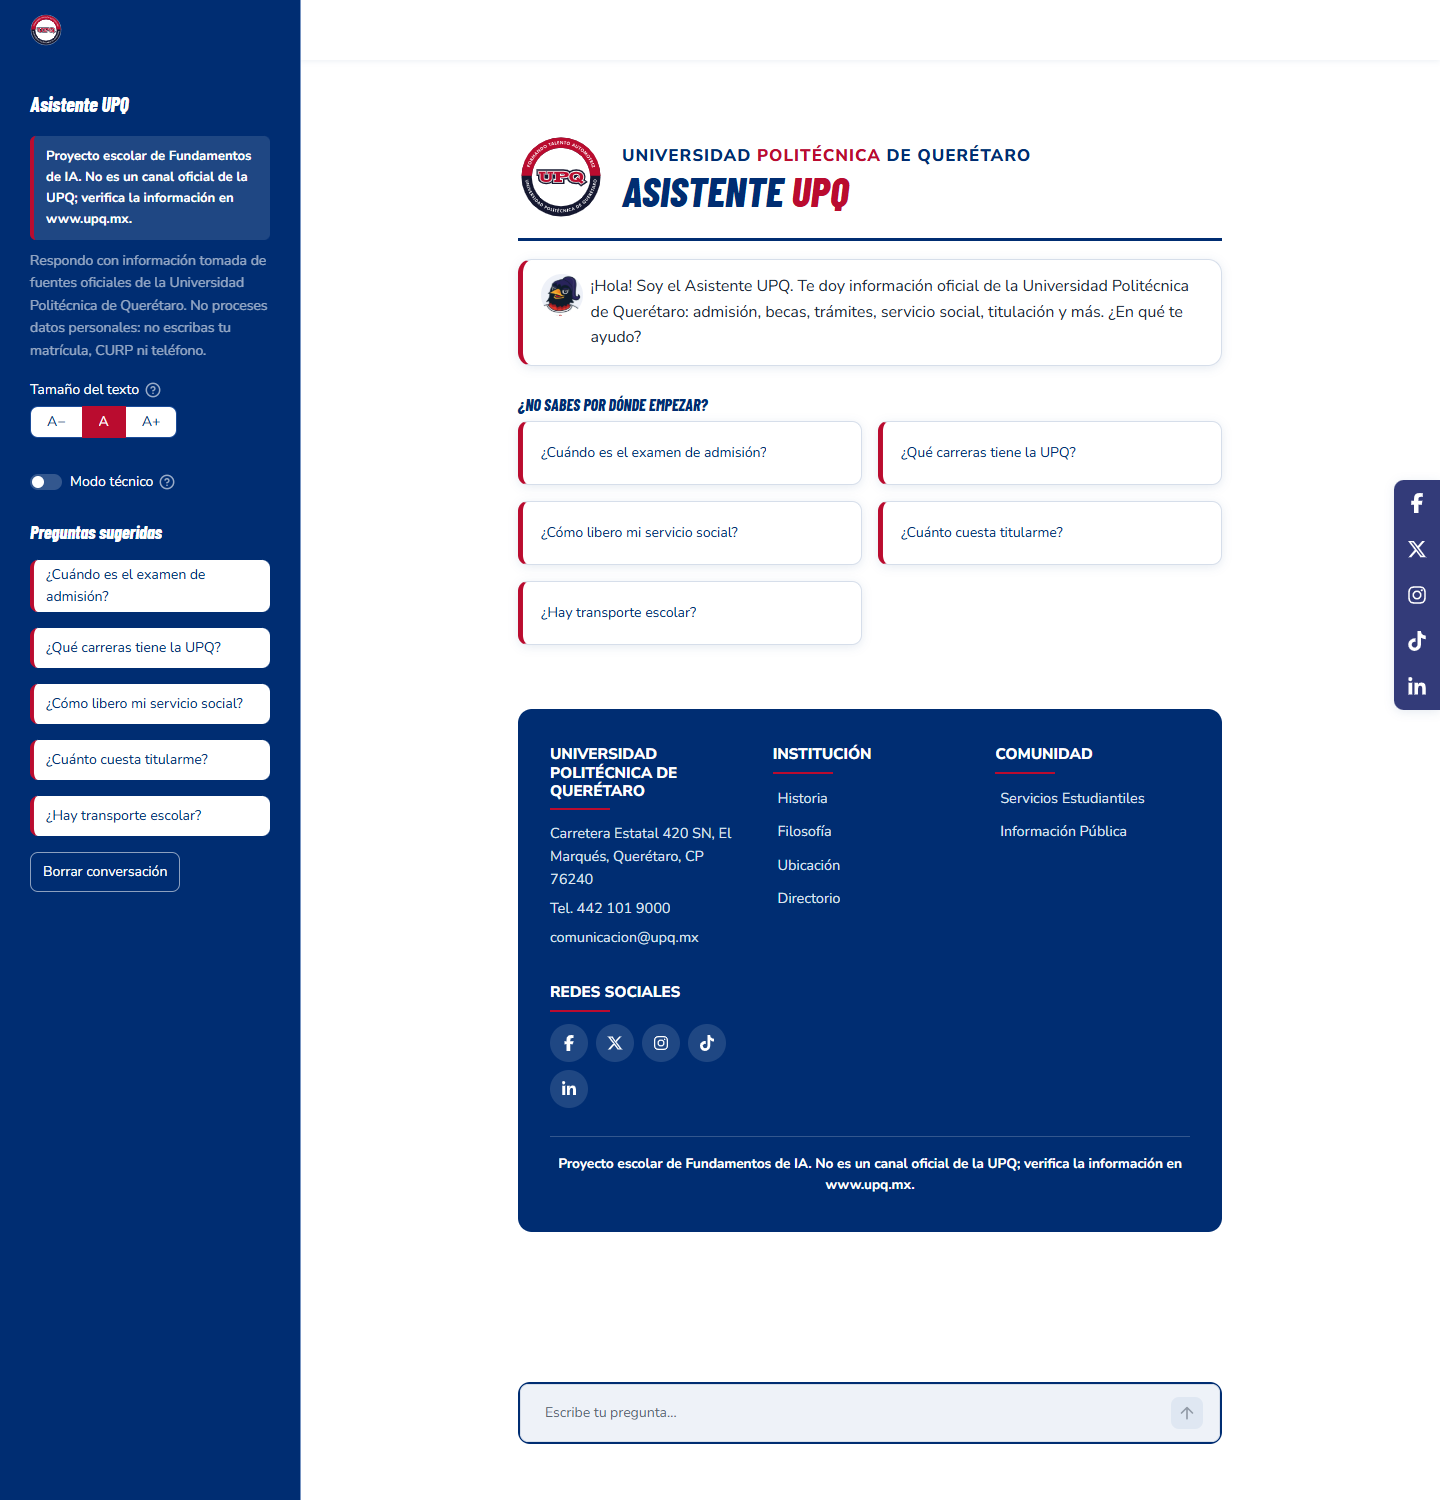 UPQ
Asistente UPQ
Proyecto escolar de Fundamentos
de IA. No es un canal oficial de la
UPQ; verifica la información en
www.upq.mx.
Respondo con información tomada de
fuentes oficiales de la Universidad
Politécnica de Querétaro. No proceses
datos personales: no escribas tu
matrícula, CURP ni teléfono.
Tamaño del texto
A− A A+
Modo técnico
Preguntas sugeridas
¿Cuándo es el examen de
admisión?
¿Qué carreras tiene la UPQ?
¿Cómo libero mi servicio social?
¿Cuánto cuesta titularme?
¿Hay transporte escolar?
Borrar conversación
FORMANDO TALENTO AUTOMOTRIZ
UPQ
UNIVERSIDAD POLITÉCNICA DE QUERÉTARO
UNIVERSIDAD POLITÉCNICA DE QUERÉTARO
ASISTENTE UPQ
¡Hola! Soy el Asistente UPQ. Te doy información oficial de la Universidad Politécnica
de Querétaro: admisión, becas, trámites, servicio social, titulación y más. ¿En qué te
ayudo?
¿NO SABES POR DÓNDE EMPEZAR?
¿Cuándo es el examen de admisión?
¿Qué carreras tiene la UPQ?
¿Cómo libero mi servicio social?
¿Cuánto cuesta titularme?
¿Hay transporte escolar?
UNIVERSIDAD
POLITÉCNICA DE
QUERÉTARO
Carretera Estatal 420 SN, El
Marqués, Querétaro, CP
76240
Tel. 442 101 9000
comunicacion@upq.mx
INSTITUCIÓN
Historia
Filosofía
Ubicación
Directorio
COMUNIDAD
Servicios Estudiantiles
Información Pública
REDES SOCIALES
Proyecto escolar de Fundamentos de IA. No es un canal oficial de la UPQ; verifica la información en
www.upq.mx.
Escribe tu pregunta...